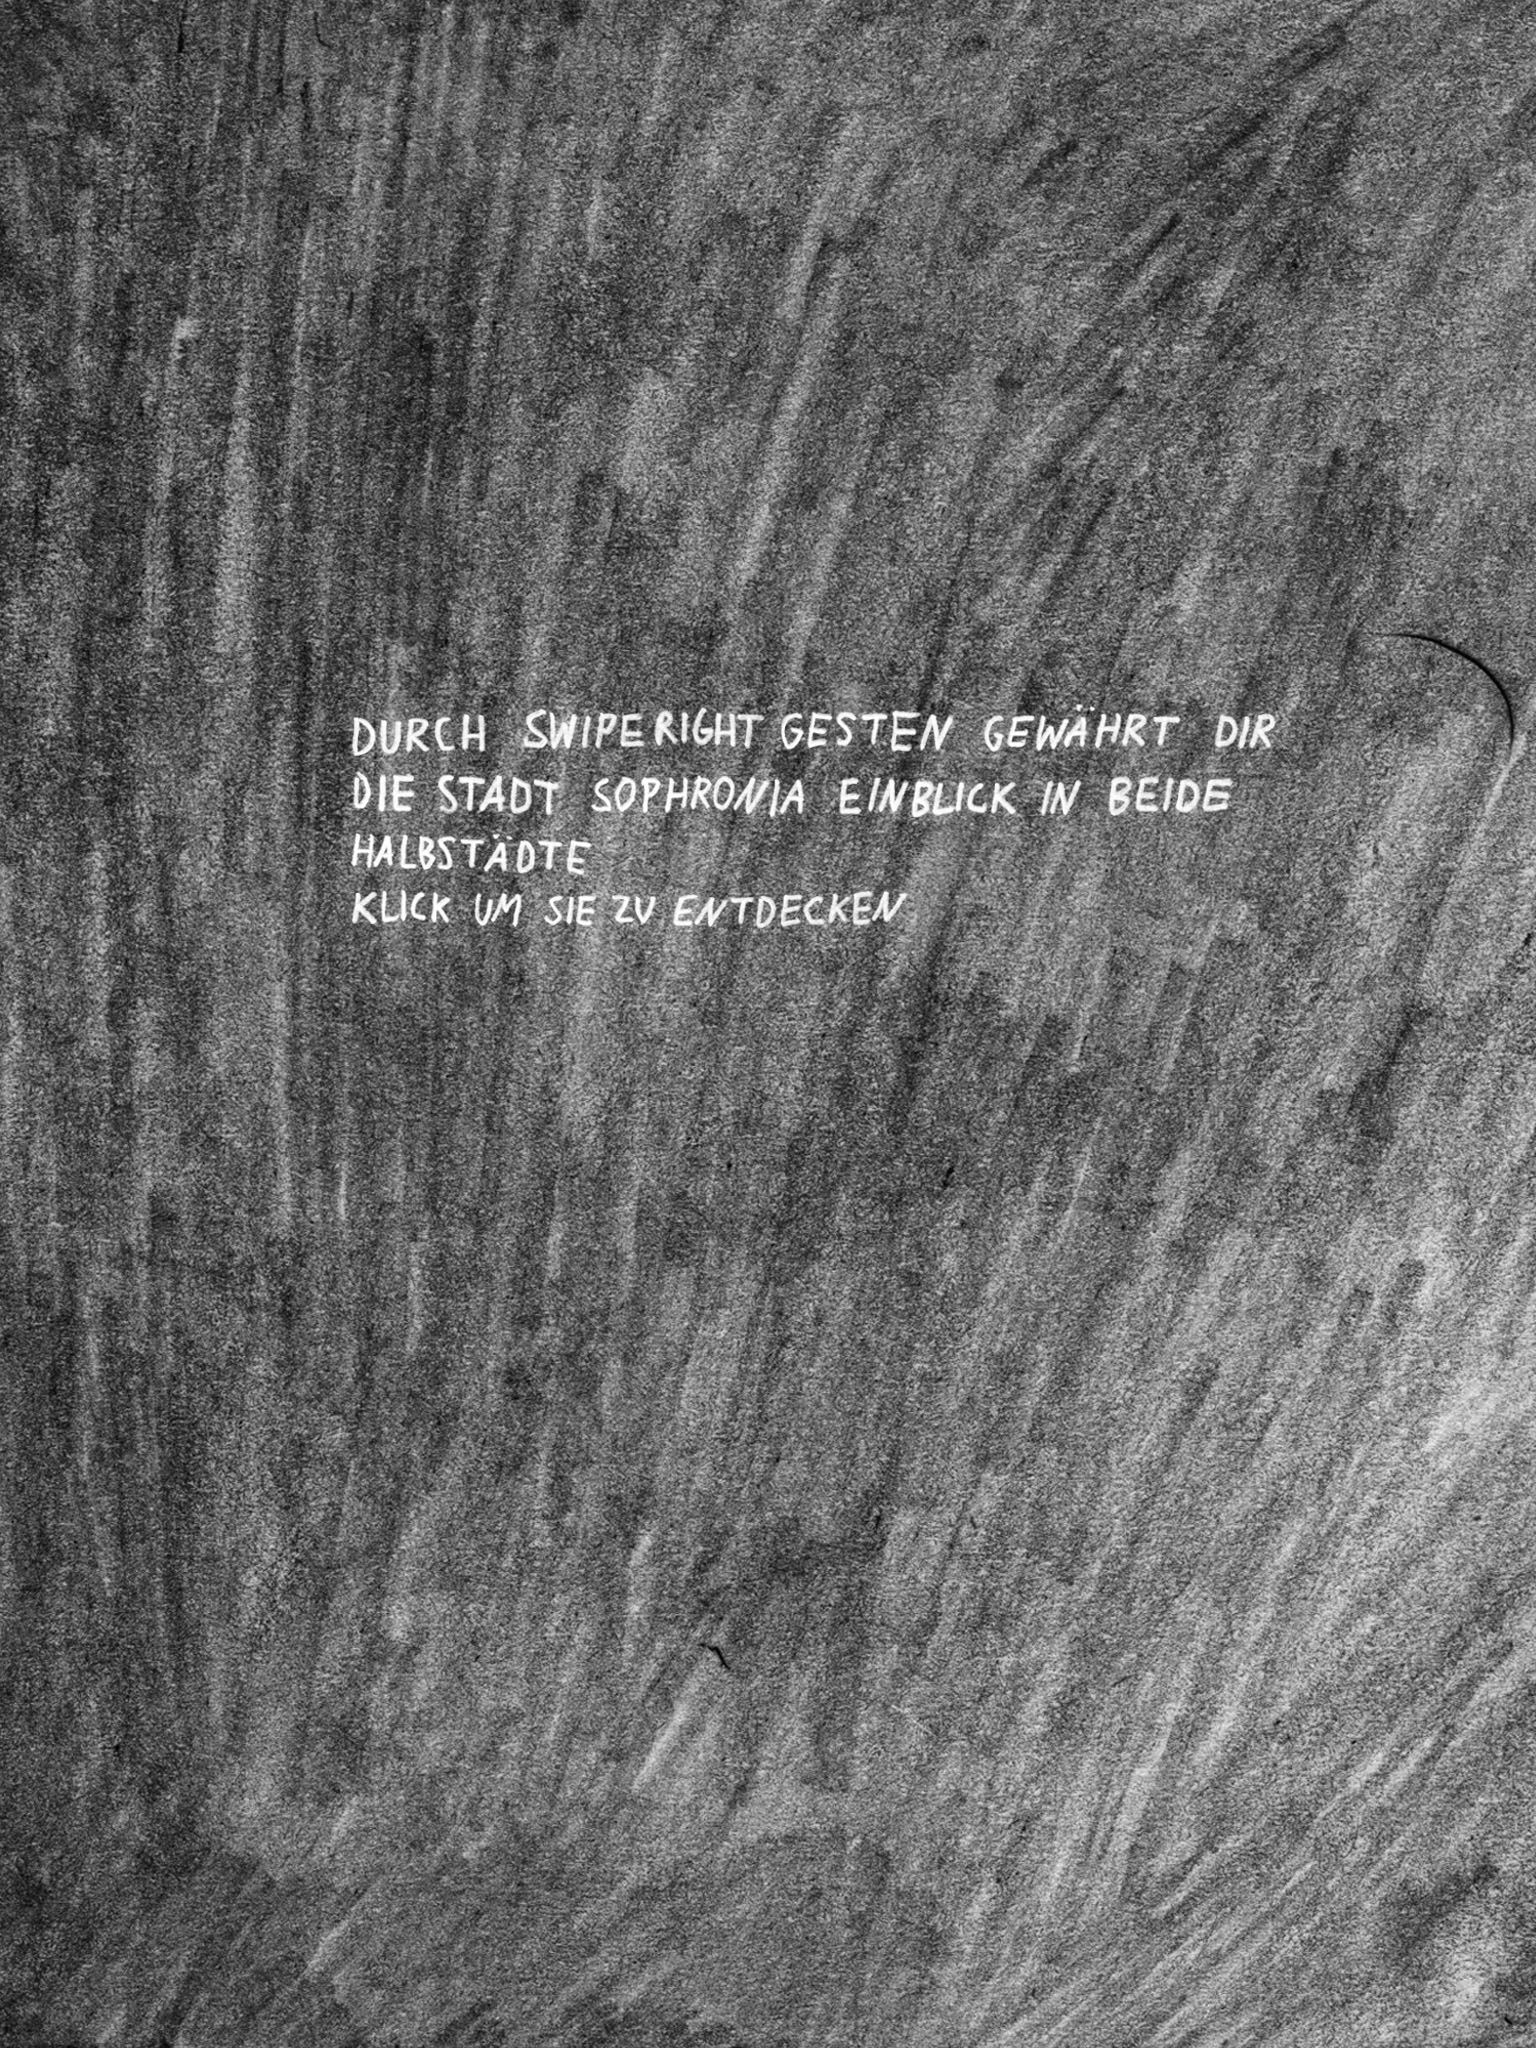 DURCH SWIPERIGHT GESTEN GEWÄHRT DIR
DIE STADT SOPHRONIA EINBLICK IN BEIDE
HALBSTÄDTE
KLICK UM SIE ZU ENTDECKEN